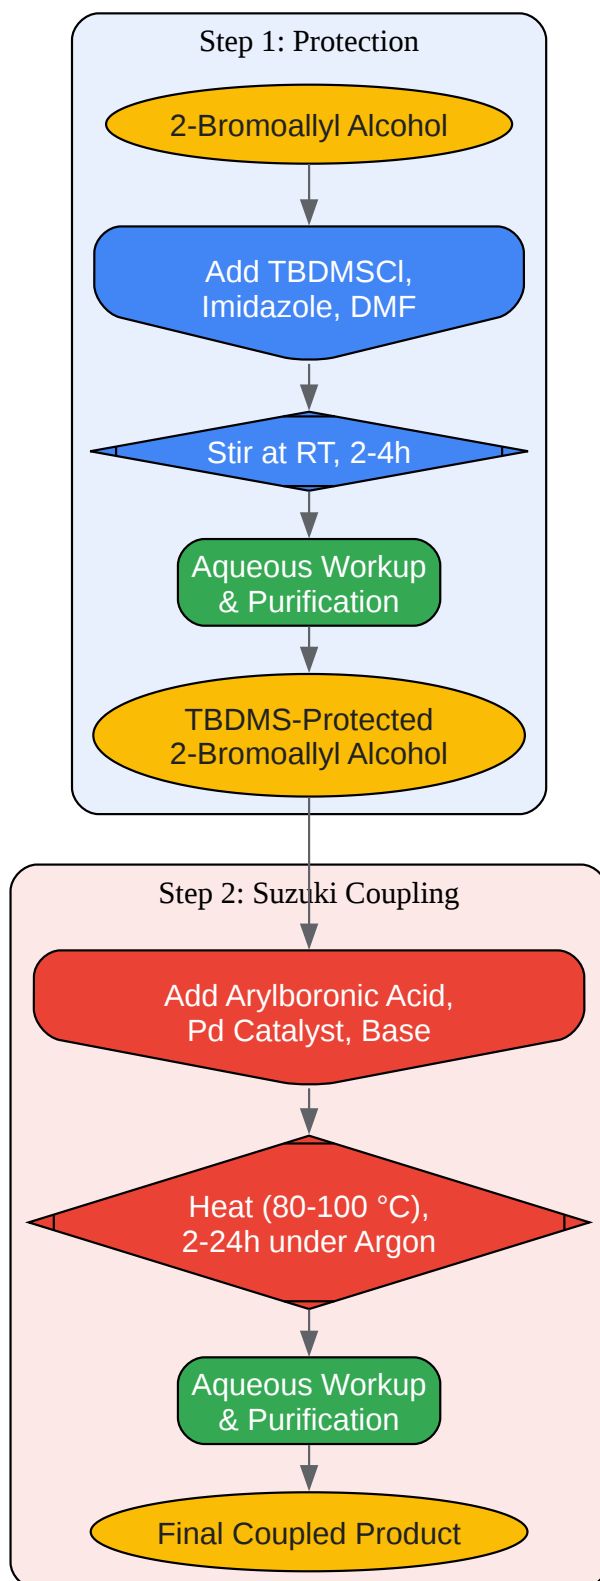 Step 1: Protection
2-Bromoallyl Alcohol
Add TBDMSCl,
Imidazole, DMF
Stir at RT, 2-4h
Aqueous Workup
& Purification
TBDMS-Protected
2-Bromoallyl Alcohol
Step 2: Suzuki Coupling
Add Arylboronic Acid,
Pd Catalyst, Base
Heat (80-100 °C),
2-24h under Argon
Aqueous Workup
& Purification
Final Coupled Product